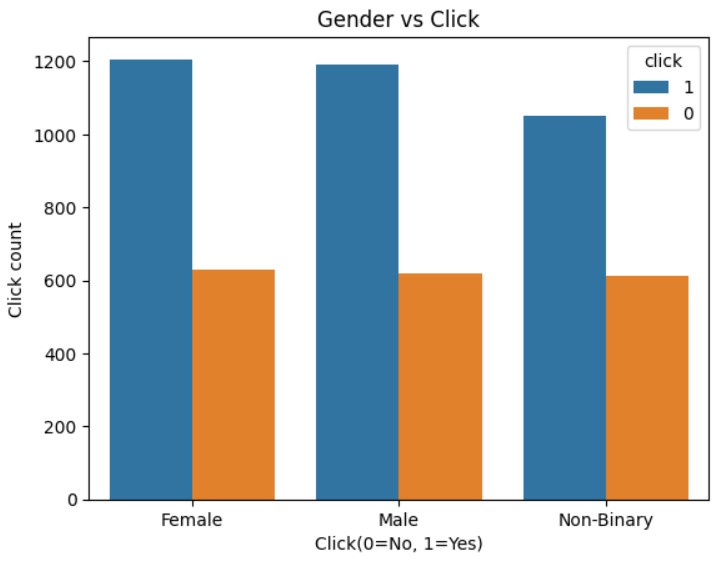 Gender vs Click
click
1
0
1200
1000
800
600
400
200
0
Click count
Female Male Non-Binary
Click(0=No, 1=Yes)